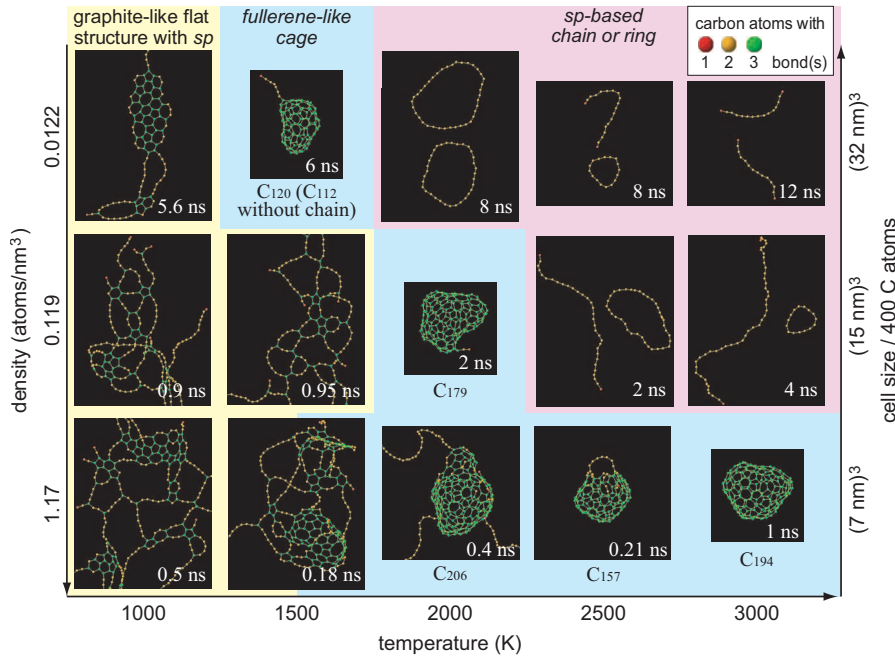 graphite-like flat
structure with sp
fullerene-like
cage
sp-based
chain or ring
carbon atoms with
1 2 3 bond(s)
density (atoms/nm³)
0.0122
5.6 ns
6 ns
C₁₂₀ (C₁₁₂
without chain)
8 ns
8 ns
12 ns
(32 nm)³
0.119
0.9 ns
0.95 ns
2 ns
C₁₇₉
2 ns
4 ns
(15 nm)³
1.17
0.5 ns
0.18 ns
0.4 ns
C₂₀₆
0.21 ns
C₁₅₇
1 ns
C₁₉₄
(7 nm)³
cell size / 400 C atoms
1000 1500 2000 2500 3000
temperature (K)